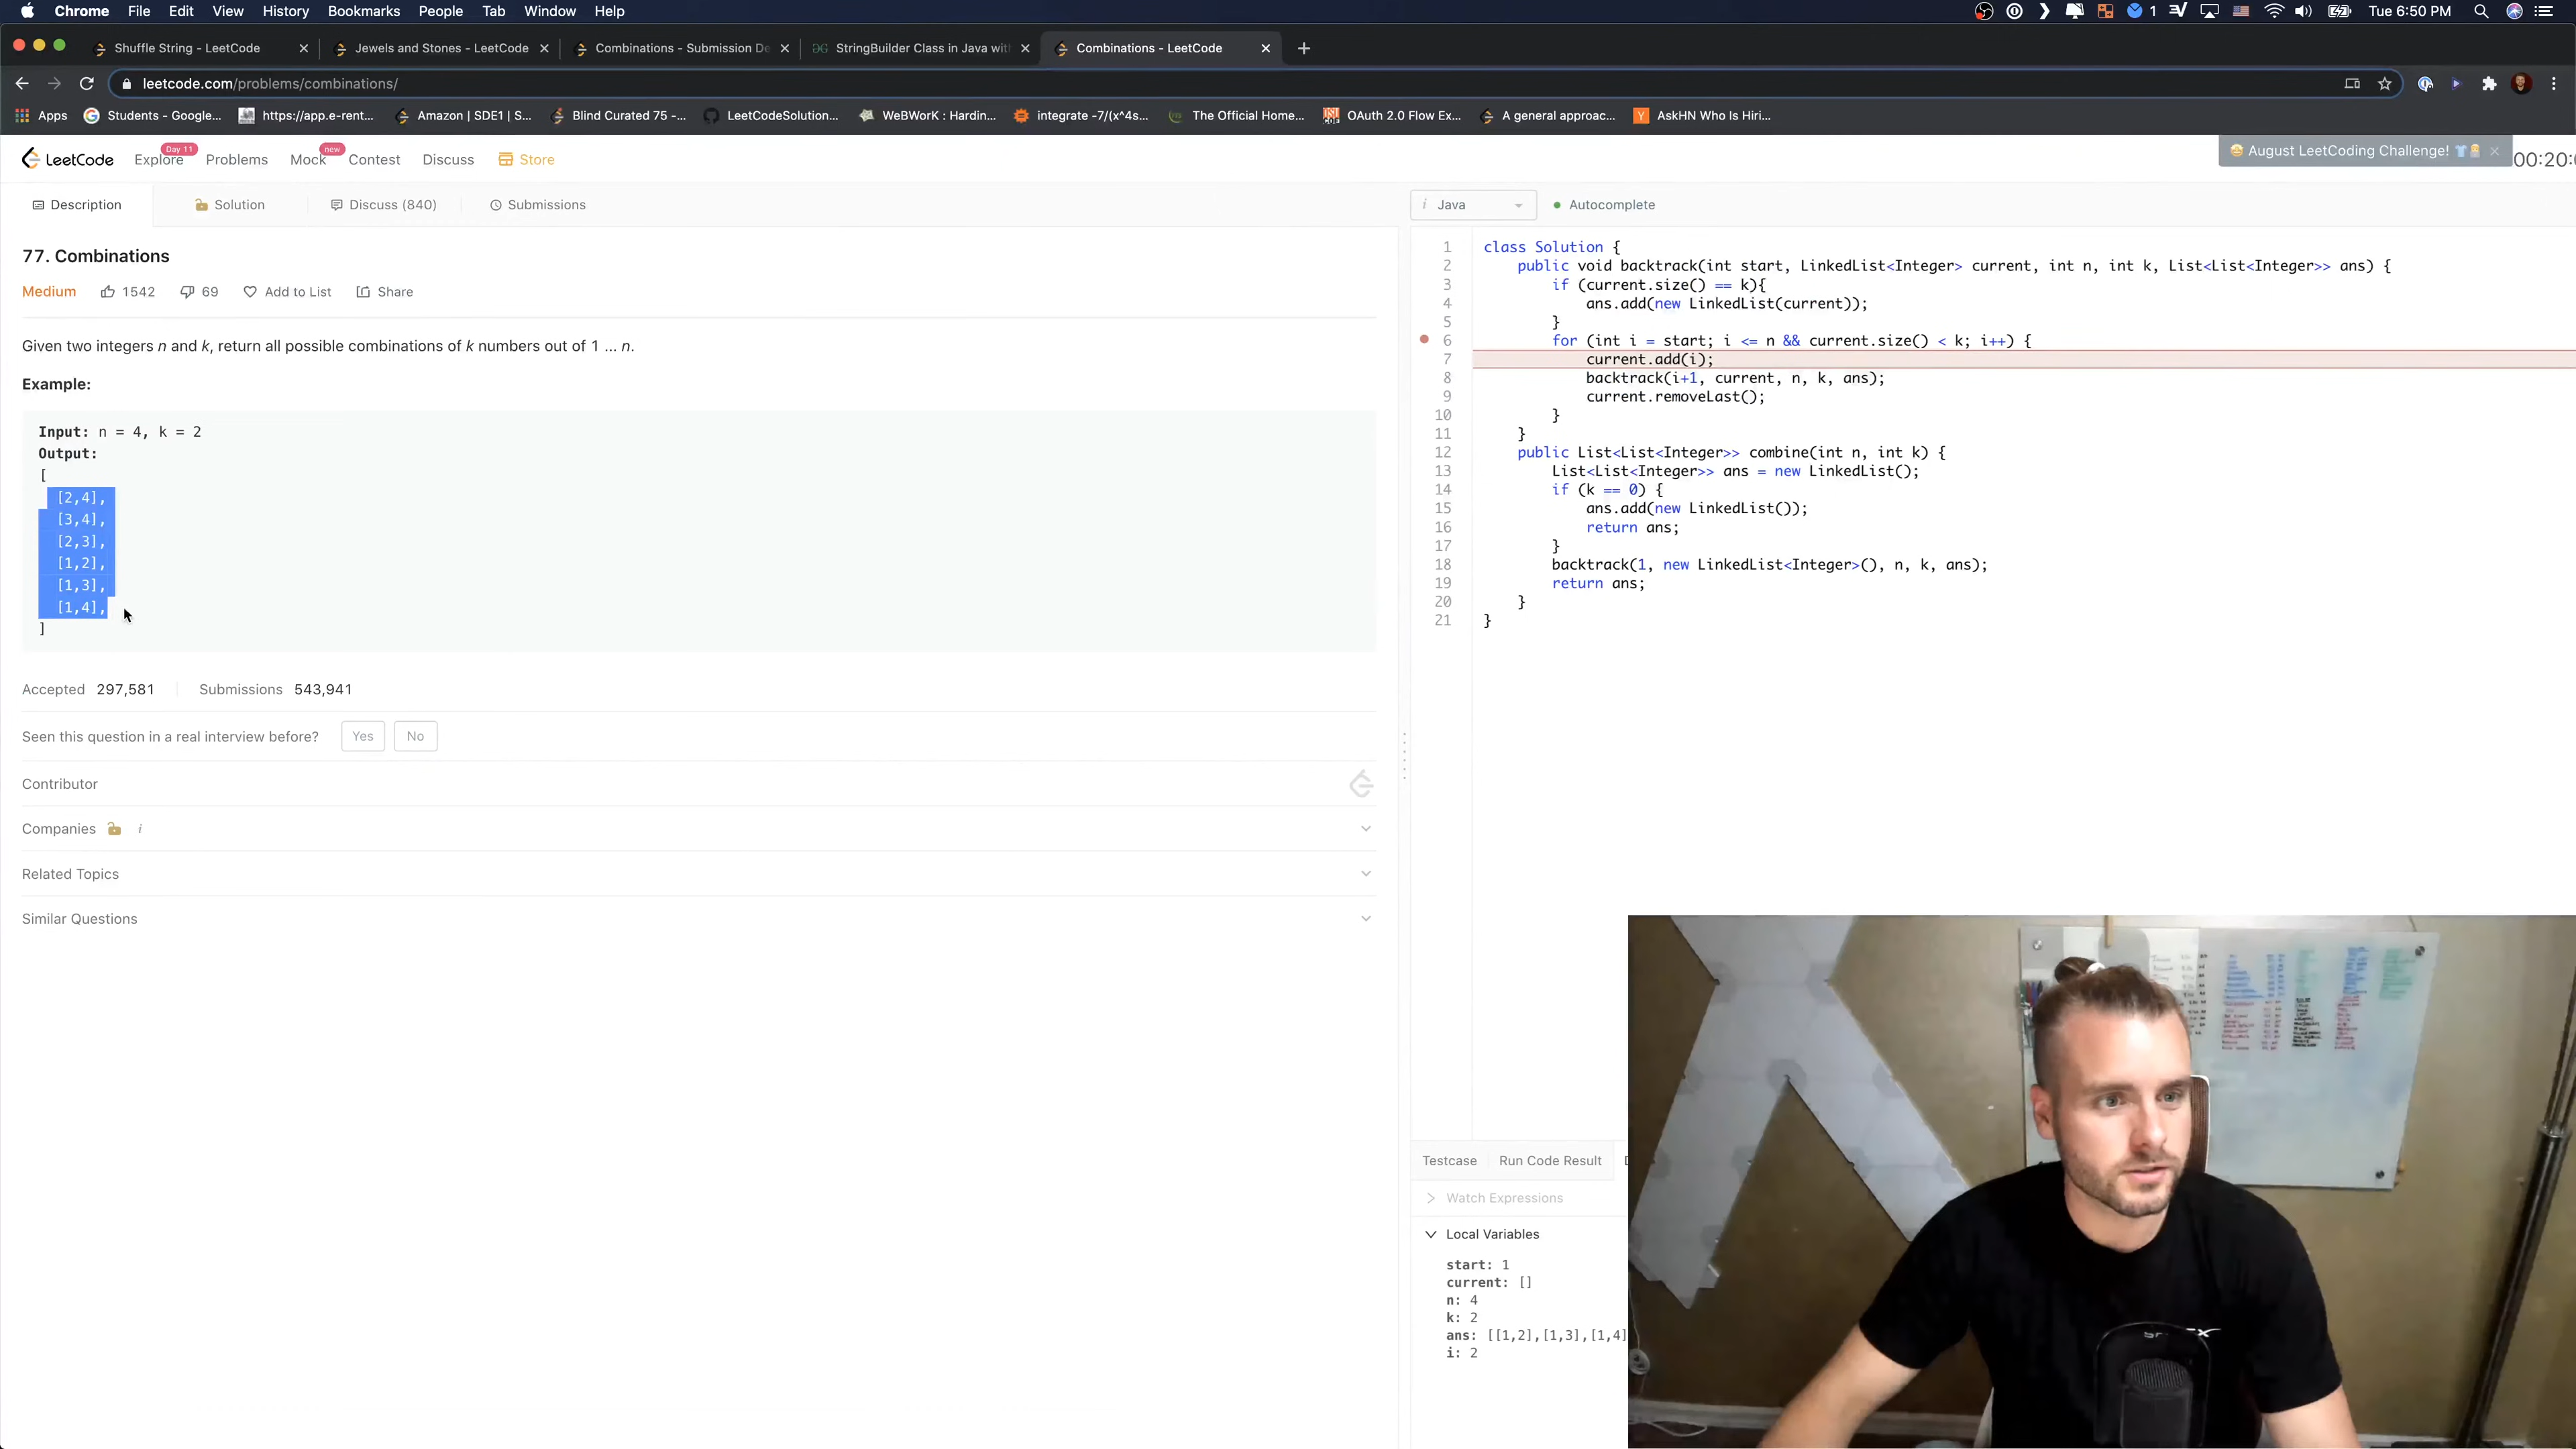 Chrome File Edit View History Bookmarks People Tab Window Help
1 Tue 6:50 PM
Shuffle String - LeetCode
Jewels and Stones - LeetCode
Combinations - Submission De
StringBuilder Class in Java wit
Combinations - LeetCode
leetcode.com/problems/combinations/
Apps
Students - Google...
https://app.e-rent...
Amazon | SDE1 | S...
Blind Curated 75 -...
LeetCodeSolution...
WeBWorK : Hardin...
integrate -7/(x^4s...
The Official Home...
OAuth 2.0 Flow Ex...
A general approac...
AskHN Who Is Hiri...
LeetCode
Explore
Day 11
Problems
Mock
new
Contest
Discuss
Store
August LeetCoding Challenge!
00:20:
Description
Solution
Discuss (840)
Submissions
77. Combinations
Medium 1542 69 Add to List Share
Given two integers n and k, return all possible combinations of k numbers out of 1 ... n.
Example:
Input: n = 4, k = 2
Output:
[
[2,4],
[3,4],
[2,3],
[1,2],
[1,3],
[1,4],
]
Accepted 297,581 Submissions 543,941
Seen this question in a real interview before? Yes No
Contributor
Companies i
Related Topics
Similar Questions
i Java
Autocomplete
1 class Solution {
2 public void backtrack(int start, LinkedList<Integer> current, int n, int k, List<List<Integer>> ans) {
3 if (current.size() == k){
4 ans.add(new LinkedList(current));
5 }
6 for (int i = start; i <= n && current.size() < k; i++) {
7 current.add(i);
8 backtrack(i+1, current, n, k, ans);
9 current.removeLast();
10 }
11 }
12 public List<List<Integer>> combine(int n, int k) {
13 List<List<Integer>> ans = new LinkedList();
14 if (k == 0) {
15 ans.add(new LinkedList());
16 return ans;
17 }
18 backtrack(1, new LinkedList<Integer>(), n, k, ans);
19 return ans;
20 }
21 }
Testcase Run Code Result
Watch Expressions
Local Variables
start: 1
current: []
n: 4
k: 2
ans: [[1,2],[1,3],[1,4]
i: 2